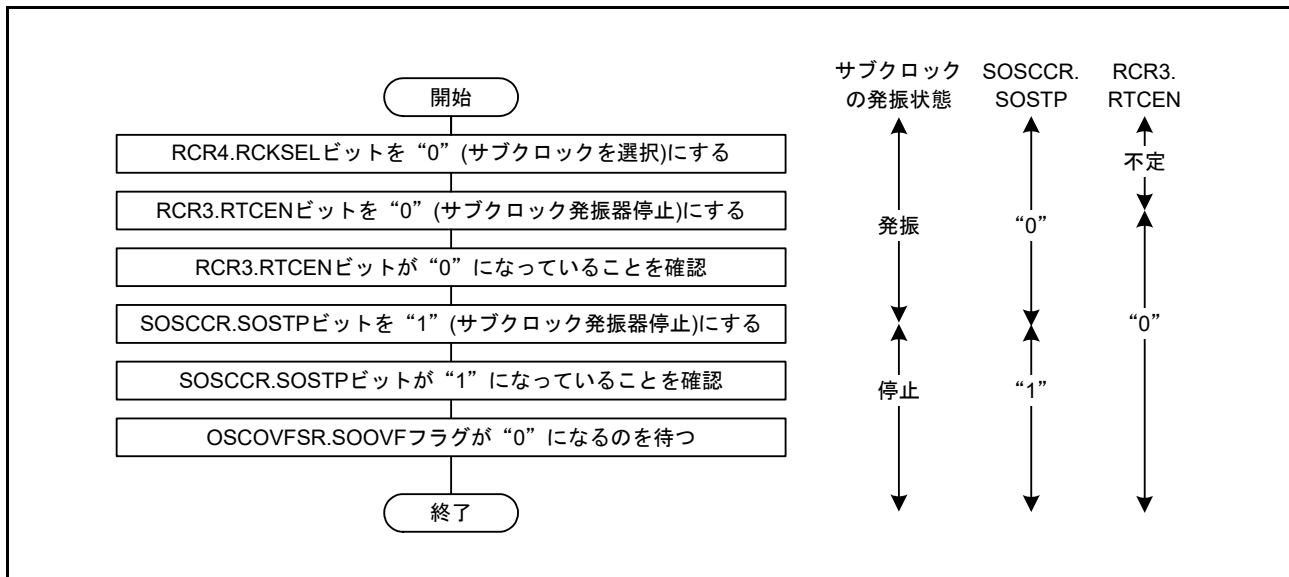 開始
RCR4.RCKSELビットを“0”(サブクロックを選択)にする
RCR3.RTCENビットを“0”(サブクロック発振器停止)にする
RCR3.RTCENビットが“0”になっていることを確認
SOSCCR.SOSTPビットを“1”(サブクロック発振器停止)にする
SOSCCR.SOSTPビットが“1”になっていることを確認
OSCOVFSR.SOOVFフラグが“0”になるのを待つ
終了
サブクロック
の発振状態
発振
停止
SOSCCR.
SOSTP
“0”
“1”
RCR3.
RTCEN
不定
“0”